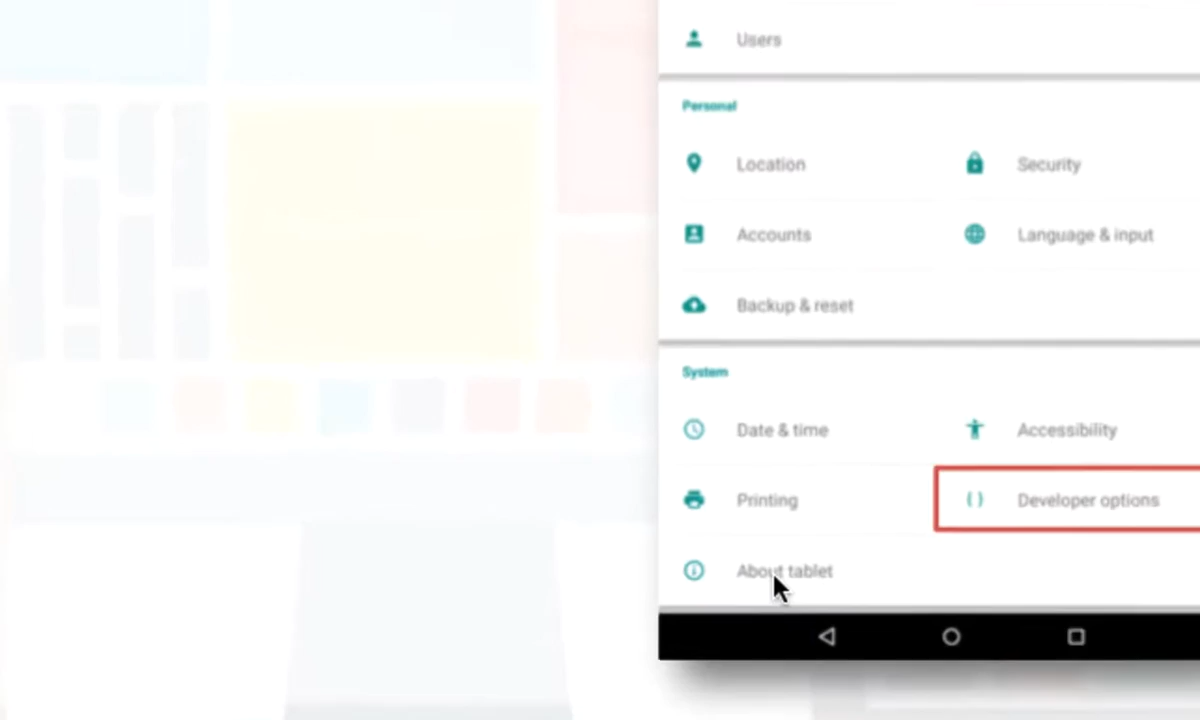 Users
Personal
Location
Security
Accounts
Language & input
Backup & reset
System
Date & time
Accessibility
Printing
Developer options
About tablet